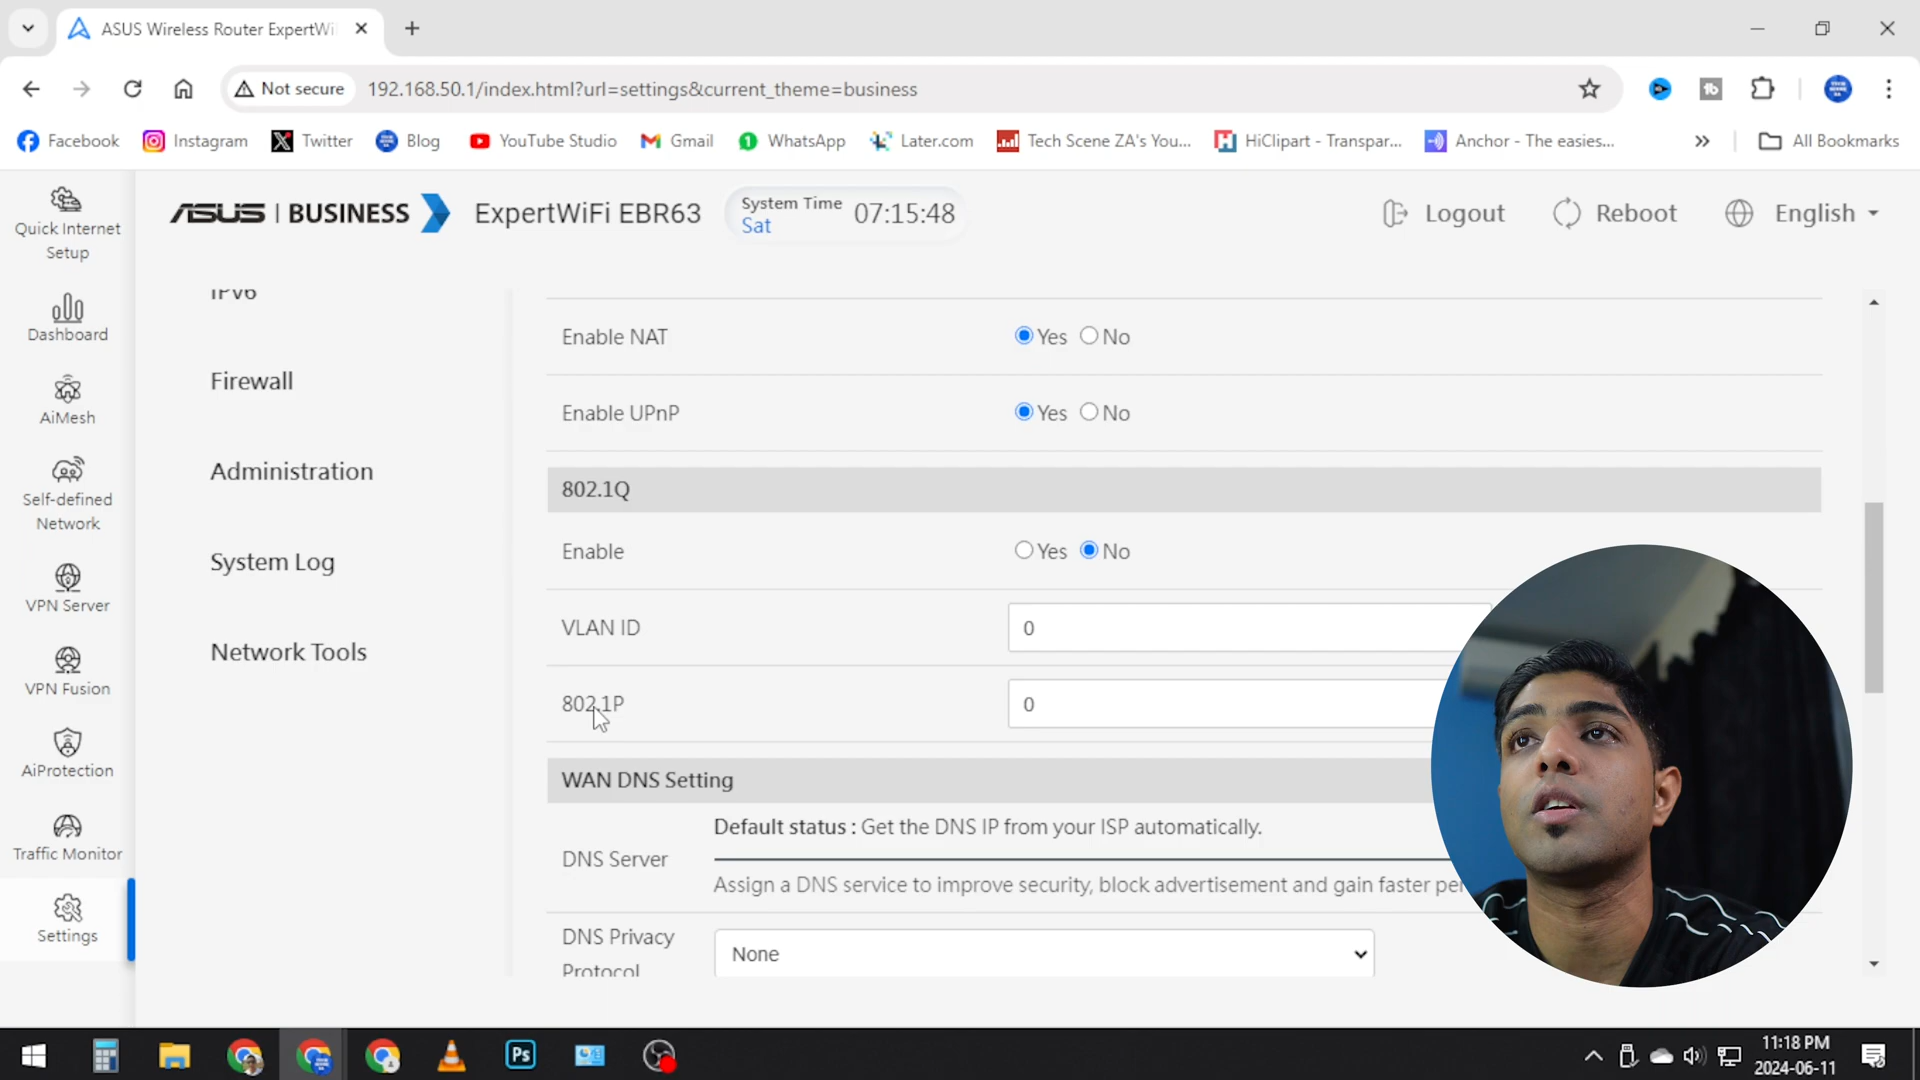 ASUS Wireless Router ExpertWi
Not secure
192.168.50.1/index.html?url=settings&current_theme=business
Facebook
Instagram
Twitter
Blog
YouTube Studio
Gmail
WhatsApp
Later.com
Tech Scene ZA's You...
HiClipart - Transpar...
Anchor - The easies...
All Bookmarks
Quick Internet
Setup
Dashboard
AiMesh
Self-defined
Network
VPN Server
VPN Fusion
AiProtection
Traffic Monitor
Settings
ASUS | BUSINESS
ExpertWiFi EBR63
System Time
Sat
07:15:48
Logout
Reboot
English
IPv6
Firewall
Administration
System Log
Network Tools
Enable NAT
Yes No
Enable UPnP
Yes No
802.1Q
Enable
Yes No
VLAN ID
0
802.1P
0
WAN DNS Setting
DNS Server
Default status : Get the DNS IP from your ISP automatically.
Assign a DNS service to improve security, block advertisement and gain faster
DNS Privacy
Protocol
None
Ps
11:18 PM
2024-06-11